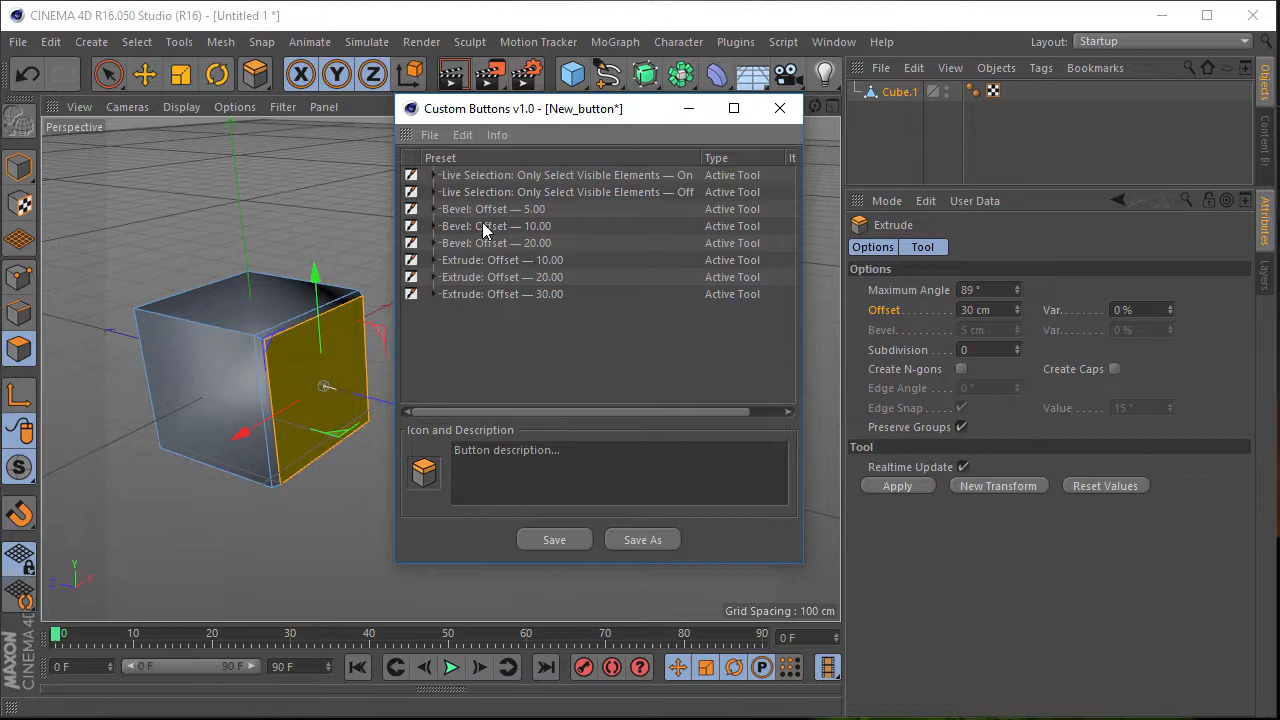 CINEMA 4D R16.050 Studio (R16) - [Untitled 1 *]
File Edit Create Select Tools Mesh Snap Animate Simulate Render Sculpt Motion Tracker MoGraph Character Plugins Script Window Help Layout: Startup
X Y Z
File Edit View Objects Tags Bookmarks
Objects
Content Br
Cube.1
View Cameras Display Options Filter Panel
Perspective
Custom Buttons v1.0 - [New_button*]
File Edit Info
Preset Type It
Live Selection: Only Select Visible Elements — On Active Tool
Live Selection: Only Select Visible Elements — Off Active Tool
Bevel: Offset — 5.00 Active Tool
Bevel: Offset — 10.00 Active Tool
Bevel: Offset — 20.00 Active Tool
Extrude: Offset — 10.00 Active Tool
Extrude: Offset — 20.00 Active Tool
Extrude: Offset — 30.00 Active Tool
Icon and Description
Button description...
Save Save As
Mode Edit User Data
Attributes
Layers
Extrude
Options Tool
Options
Maximum Angle 89 °
Offset 30 cm Var. 0 %
Bevel 5 cm Var. 0 %
Subdivision 0
Create N-gons Create Caps
Edge Angle 0 °
Edge Snap Value 15 °
Preserve Groups
Tool
Realtime Update
Apply New Transform Reset Values
S
Y
X
Z
Grid Spacing : 100 cm
0 10 20 30 40 50 60 70 80 90 0 F
0 F 0 F 90 F 90 F
P
MAXON
CINEMA 4D